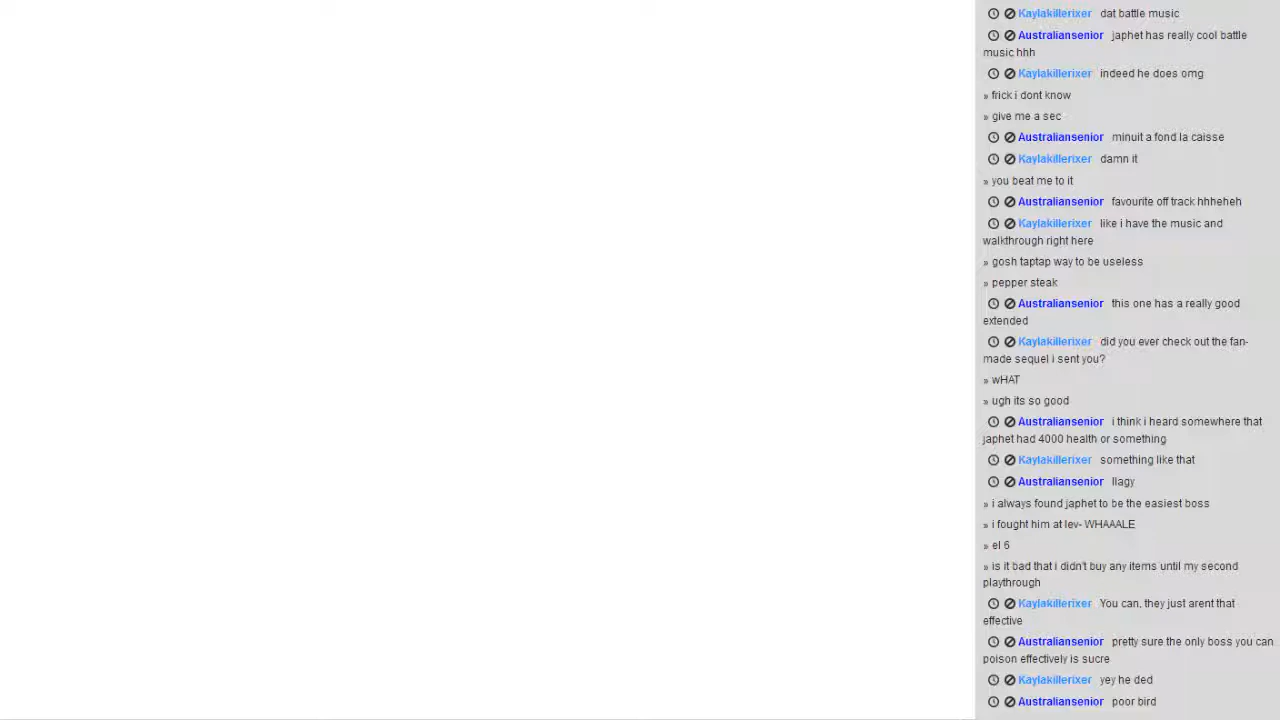 Kaylakillerixer dat battle music
Australiansenior japhet has really cool battle
music hhh
Kaylakillerixer indeed he does omg
» frick i dont know
» give me a sec
Australiansenior minuit a fond la caisse
Kaylakillerixer damn it
» you beat me to it
Australiansenior favourite off track hhheheh
Kaylakillerixer like i have the music and
walkthrough right here
» gosh taptap way to be useless
» pepper steak
Australiansenior this one has a really good
extended
Kaylakillerixer did you ever check out the fan-
made sequel i sent you?
» wHAT
» ugh its so good
Australiansenior i think i heard somewhere that
japhet had 4000 health or something
Kaylakillerixer something like that
Australiansenior llagy
» i always found japhet to be the easiest boss
» i fought him at lev- WHAAALE
» el 6
» is it bad that i didn't buy any items until my second
playthrough
Kaylakillerixer You can, they just arent that
effective
Australiansenior pretty sure the only boss you can
poison effectively is sucre
Kaylakillerixer yey he ded
Australiansenior poor bird